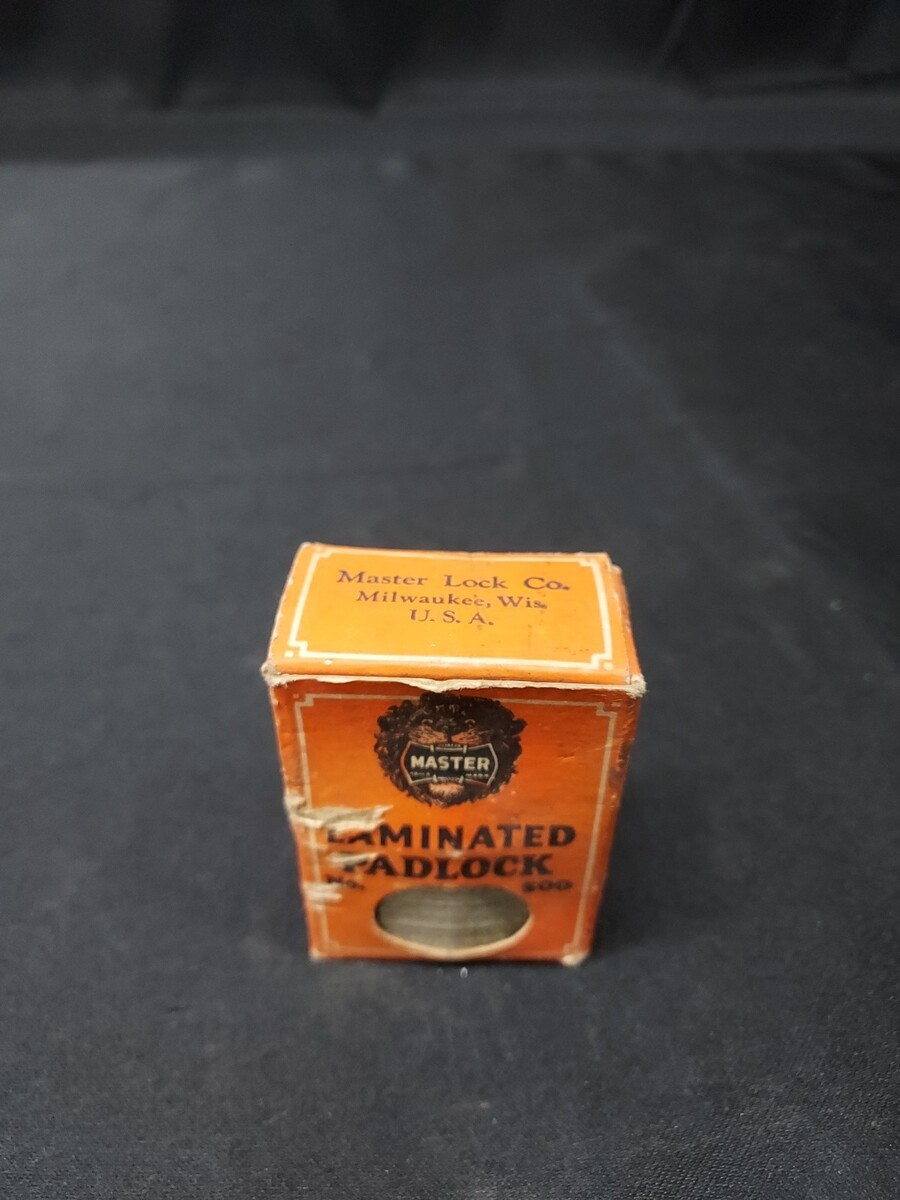 Master Lock Co.
Milwaukee, Wis.
U. S. A.
MASTER
TRADE MARK
LAMINATED
PADLOCK
No. 500